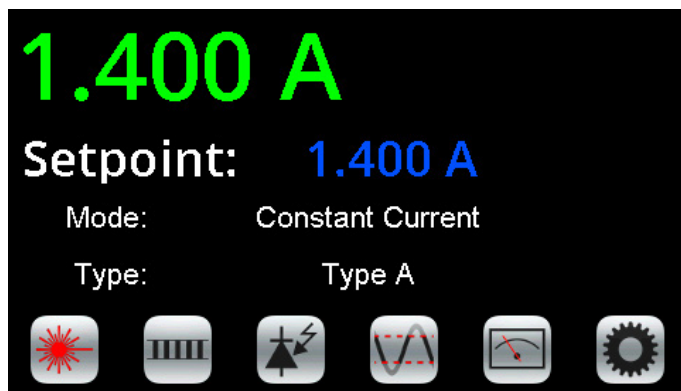 1.400 A
Setpoint: 1.400 A
Mode: Constant Current
Type: Type A